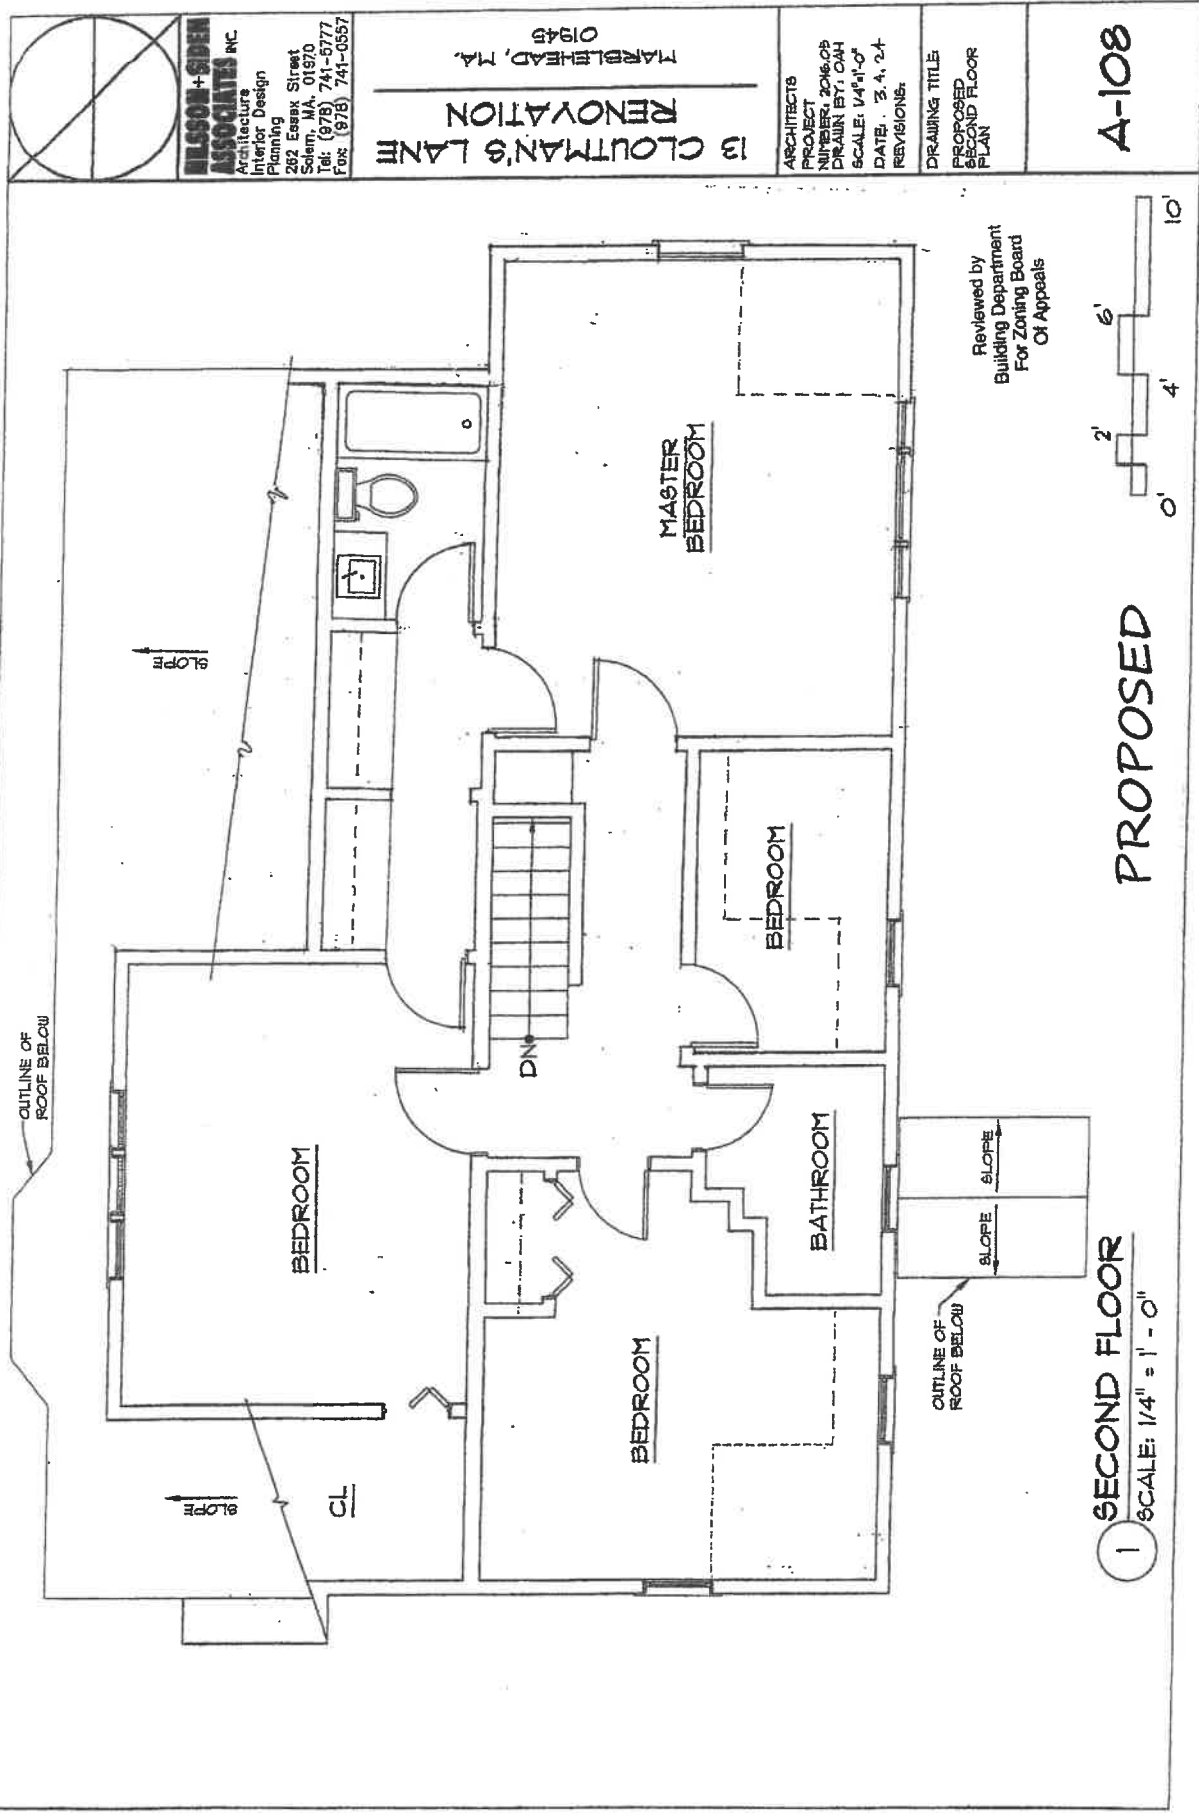 NILSSON + SIDEN
ASSOCIATES INC.
Architecture
Interior Design
Planning
262 Essex Street
Salem, MA. 01970
Tel: (978) 741-5777
Fax: (978) 741-0557
13 CLOUTMAN'S LANE
RENOVATION
MARBLEHEAD, MA.
01945
ARCHITECTS
PROJECT
NUMBER: 2046.05
DRAWN BY: OAH
SCALE: 1/4"=1'-0"
DATE: 3. 4. 24
REVISIONS:
DRAWING TITLE:
PROPOSED
SECOND FLOOR
PLAN
A-108
OUTLINE OF
ROOF BELOW
SLOPE
SLOPE
CL
BEDROOM
BEDROOM
DN
BATHROOM
BEDROOM
MASTER
BEDROOM
OUTLINE OF
ROOF BELOW
SLOPE
SLOPE
Reviewed by
Building Department
For Zoning Board
Of Appeals
1
SECOND FLOOR
SCALE: 1/4" = 1' - 0"
PROPOSED
0'
2'
4'
6'
10'